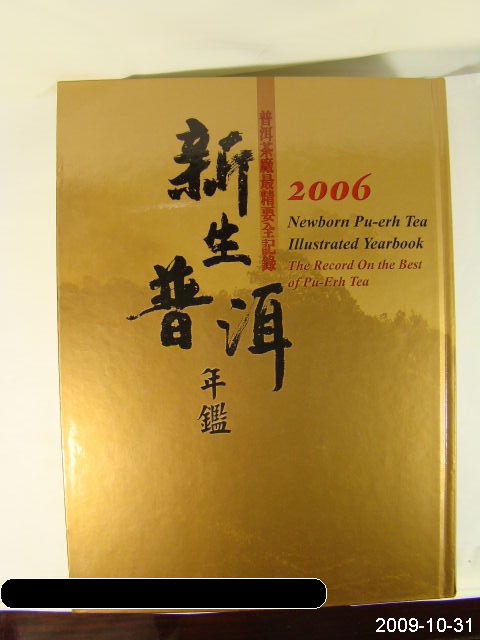 新生普洱
年鑑
普洱茶廠最精要全記錄
2006
Newborn Pu-erh Tea
Illustrated Yearbook
The Record On the Best
of Pu-Erh Tea
2009-10-31